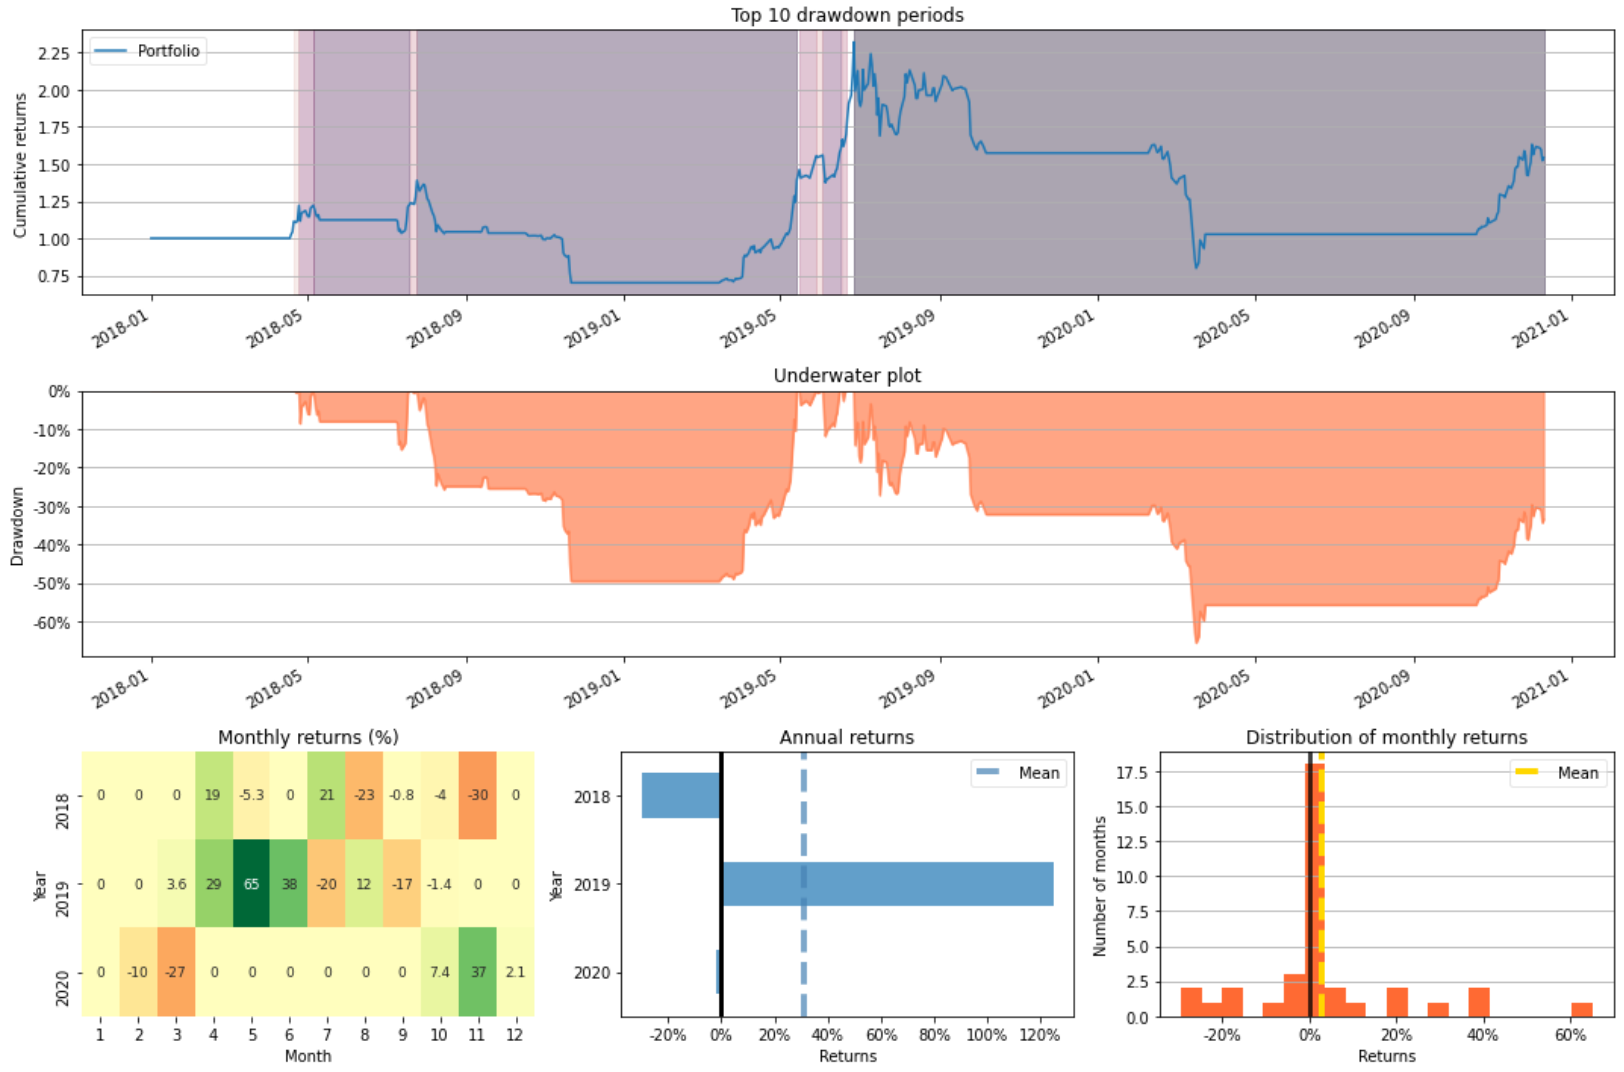 Top 10 drawdown periods
Portfolio
Cumulative returns
2.25
2.00
1.75
1.50
1.25
1.00
0.75
2018-01 2018-05 2018-09 2019-01 2019-05 2019-09 2020-01 2020-05 2020-09 2021-01
Underwater plot
Drawdown
0%
-10%
-20%
-30%
-40%
-50%
-60%
2018-01 2018-05 2018-09 2019-01 2019-05 2019-09 2020-01 2020-05 2020-09 2021-01
Monthly returns (%)
Year
2018 0 0 0 19 -5.3 0 21 -23 -0.8 -4 -30 0
2019 0 0 3.6 29 65 38 -20 12 -17 -1.4 0 0
2020 0 -10 -27 0 0 0 0 0 0 7.4 37 2.1
1 2 3 4 5 6 7 8 9 10 11 12
Month
Annual returns
Mean
Year
2018
2019
2020
-20% 0% 20% 40% 60% 80% 100% 120%
Returns
Distribution of monthly returns
Mean
Number of months
17.5
15.0
12.5
10.0
7.5
5.0
2.5
0.0
-20% 0% 20% 40% 60%
Returns